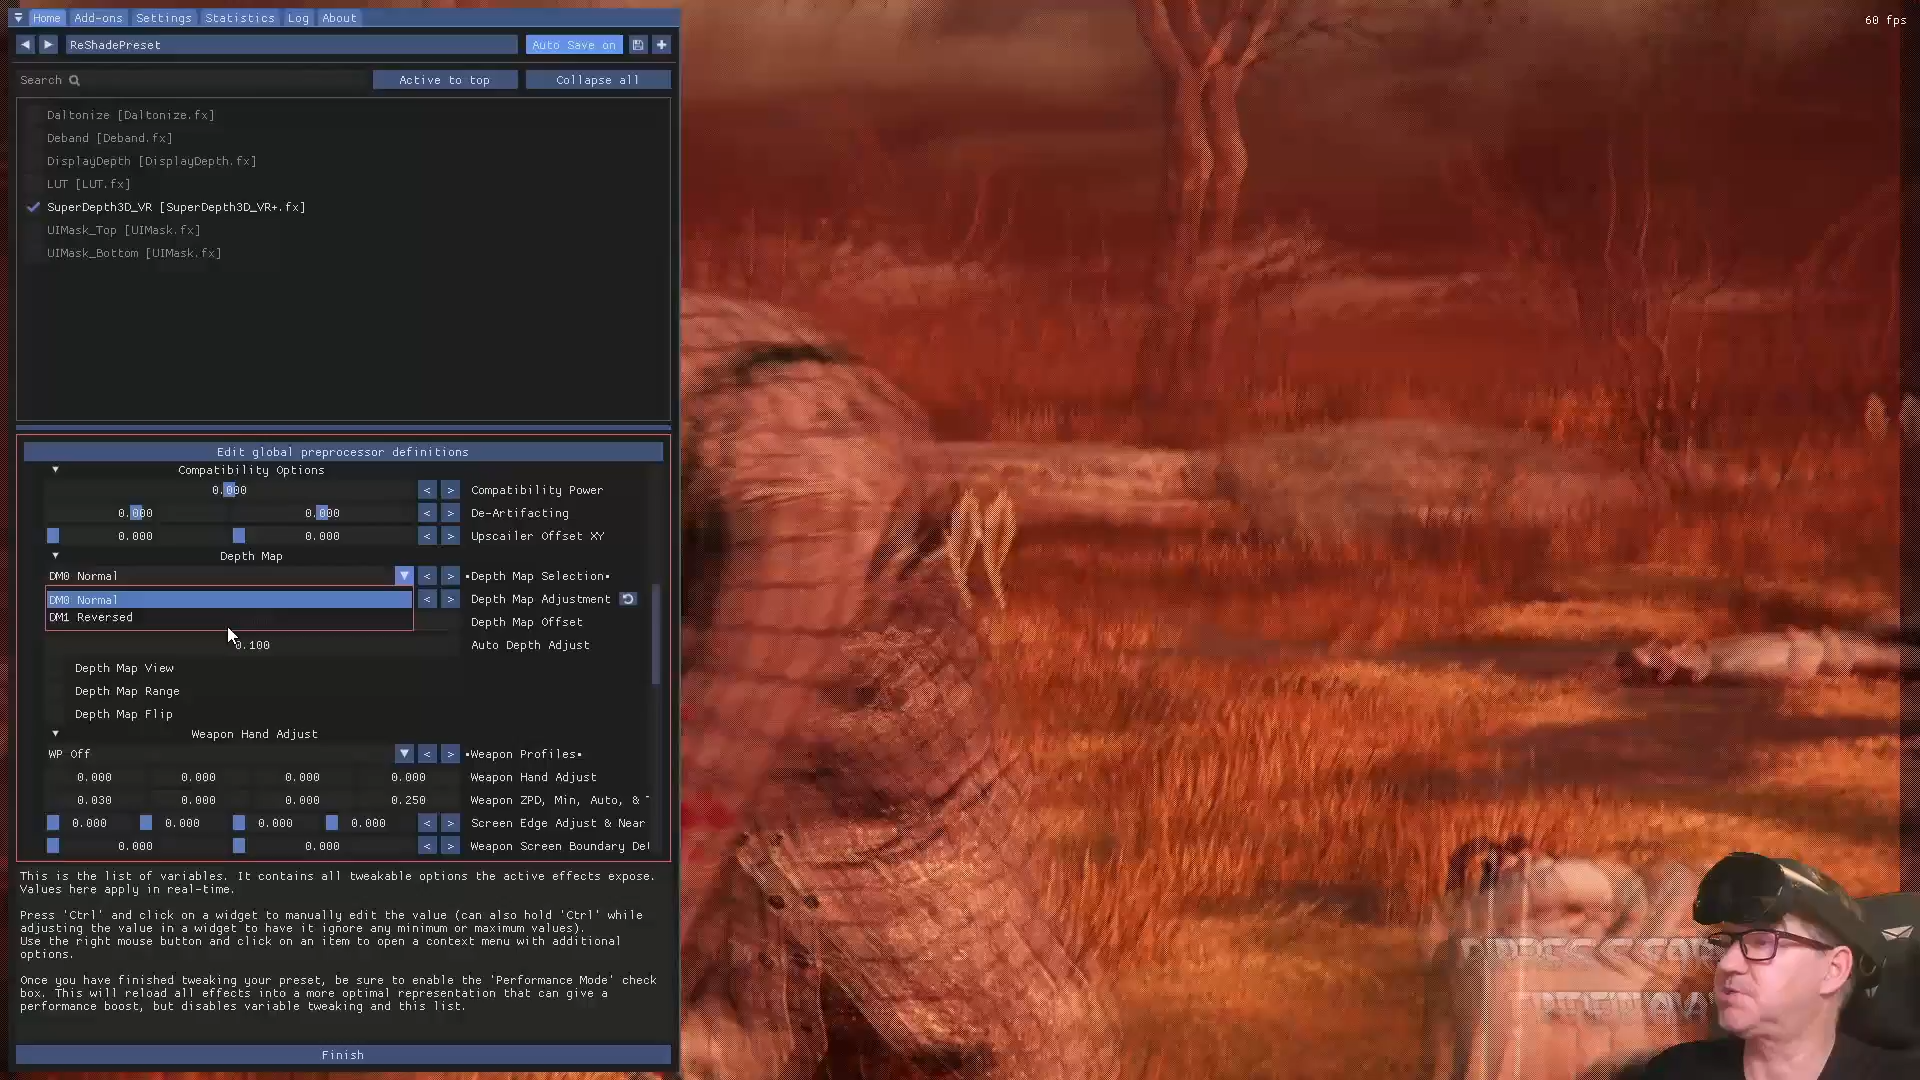 Home Add-ons Settings Statistics Log About
60 fps
ReShadePreset Auto Save on
Search Active to top Collapse all
Daltonize [Daltonize.fx]
Deband [Deband.fx]
DisplayDepth [DisplayDepth.fx]
LUT [LUT.fx]
SuperDepth3D_VR [SuperDepth3D_VR+.fx]
UIMask_Top [UIMask.fx]
UIMask_Bottom [UIMask.fx]
Edit global preprocessor definitions
Compatibility Options
0.000 < > Compatibility Power
0.000 0.000 < > De-Artifacting
0.000 0.000 < > Upscailer Offset XY
Depth Map
DM0 Normal < > •Depth Map Selection•
DM0 Normal < > Depth Map Adjustment
DM1 Reversed
Depth Map Offset
0.100 Auto Depth Adjust
Depth Map View
Depth Map Range
Depth Map Flip
Weapon Hand Adjust
WP Off < > •Weapon Profiles•
0.000 0.000 0.000 0.000 Weapon Hand Adjust
0.030 0.000 0.000 0.250 Weapon ZPD, Min, Auto, &
0.000 0.000 0.000 0.000 < > Screen Edge Adjust & Near
0.000 0.000 < > Weapon Screen Boundary De
This is the list of variables. It contains all tweakable options the active effects expose.
Values here apply in real-time.
Press 'Ctrl' and click on a widget to manually edit the value (can also hold 'Ctrl' while
adjusting the value in a widget to have it ignore any minimum or maximum values).
Use the right mouse button and click on an item to open a context menu with additional
options.
Once you have finished tweaking your preset, be sure to enable the 'Performance Mode' check
box. This will reload all effects into a more optimal representation that can give a
performance boost, but disables variable tweaking and this list.
Finish